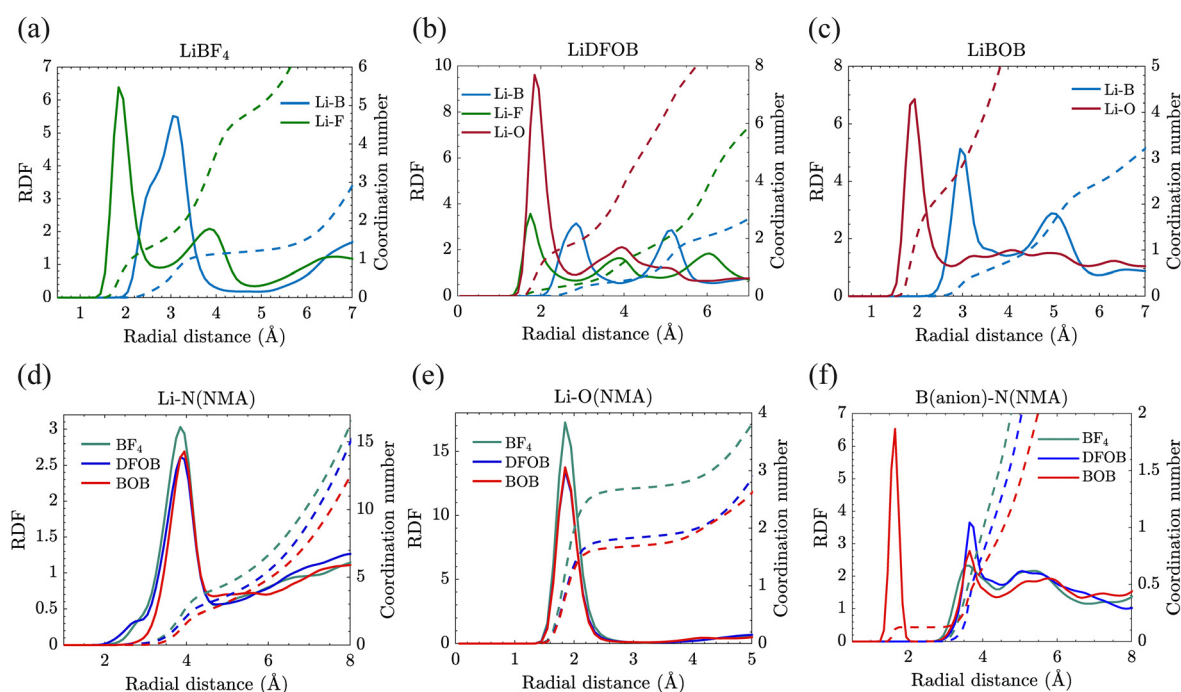 (a)
LiBF4
7
6
5
4
3
2
1
0
RDF
Li-B
Li-F
6
5
4
3
2
1
0
Coordination number
1 2 3 4 5 6 7
Radial distance (Å)
(b)
LiDFOB
10
8
6
4
2
0
RDF
Li-B
Li-F
Li-O
8
6
4
2
0
Coordination number
0 1 2 3 4 5 6
Radial distance (Å)
(c)
LiBOB
8
6
4
2
0
RDF
Li-B
Li-O
5
4
3
2
1
0
Coordination number
1 2 3 4 5 6 7
Radial distance (Å)
(d)
Li-N(NMA)
3
2.5
2
1.5
1
0.5
0
RDF
BF4
DFOB
BOB
15
10
5
0
Coordination number
2 4 6 8
Radial distance (Å)
(e)
Li-O(NMA)
15
10
5
0
RDF
BF4
DFOB
BOB
4
3
2
1
0
Coordination number
0 1 2 3 4 5
Radial distance (Å)
(f)
B(anion)-N(NMA)
7
6
5
4
3
2
1
0
RDF
BF4
DFOB
BOB
2
1.5
1
0.5
0
Coordination number
2 4 6 8
Radial distance (Å)